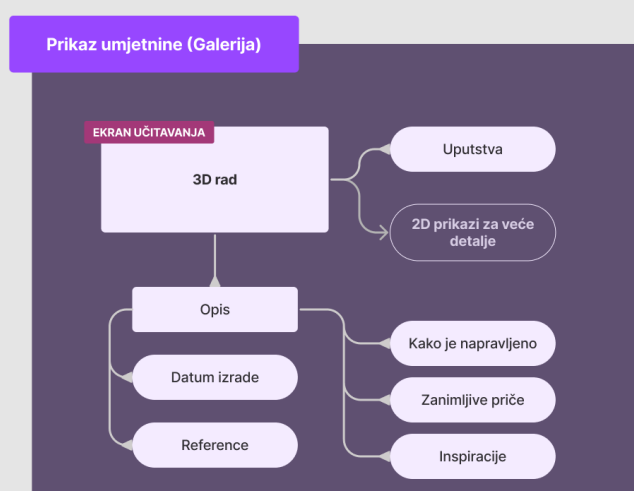 Prikaz umjetnine (Galerija)
EKRAN UČITAVANJA
3D rad
Uputstva
2D prikazi za veće
detalje
Opis
Datum izrade
Reference
Kako je napravljeno
Zanimljive priče
Inspiracije